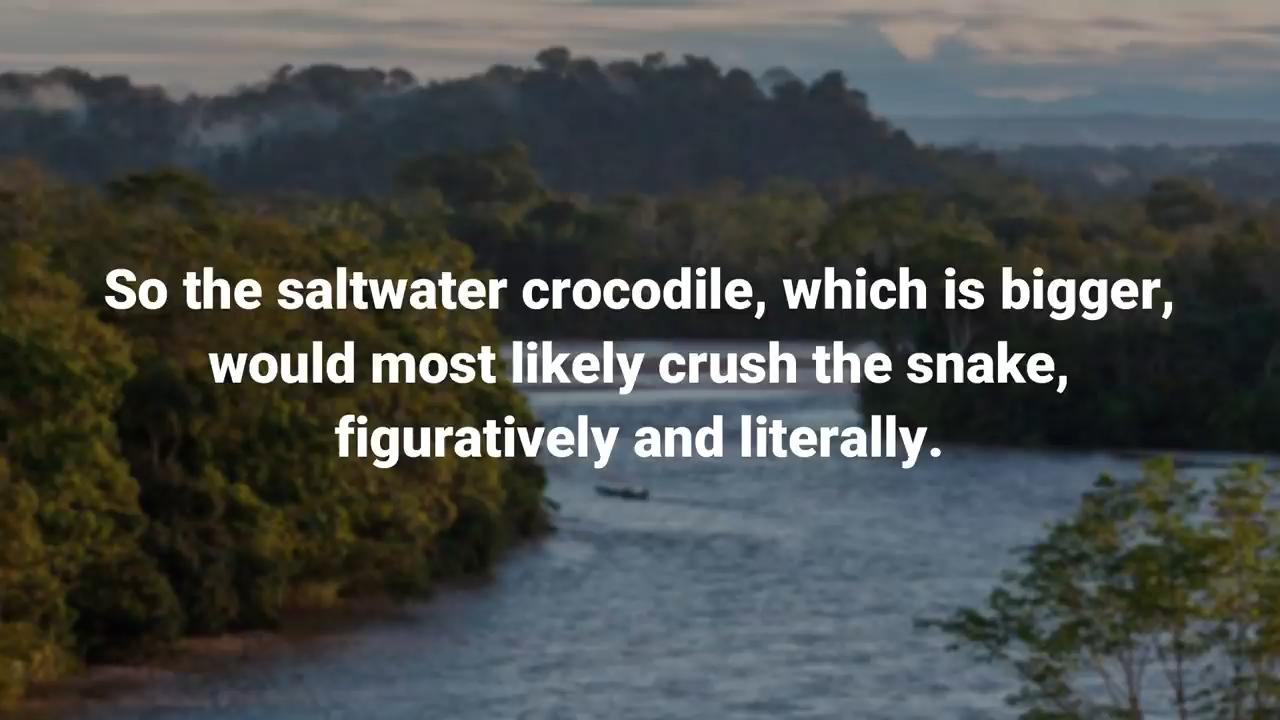 So the saltwater crocodile, which is bigger,
would most likely crush the snake,
figuratively and literally.